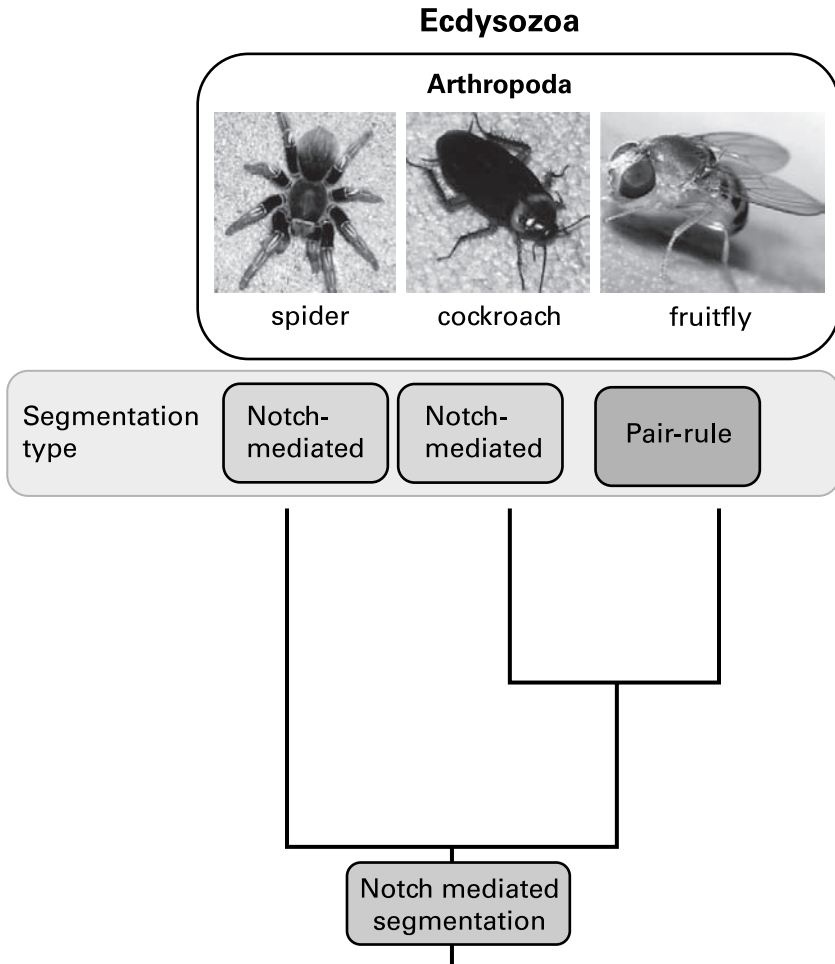 Ecdysozoa
Arthropoda
spider
cockroach
fruitfly
Segmentation
type
Notch-
mediated
Notch-
mediated
Pair-rule
Notch mediated
segmentation